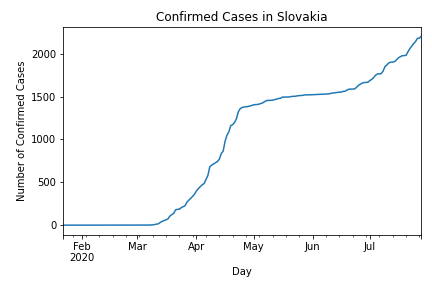 Confirmed Cases in Slovakia
Number of Confirmed Cases
2000
1500
1000
500
0
Feb Mar Apr May Jun Jul
2020
Day